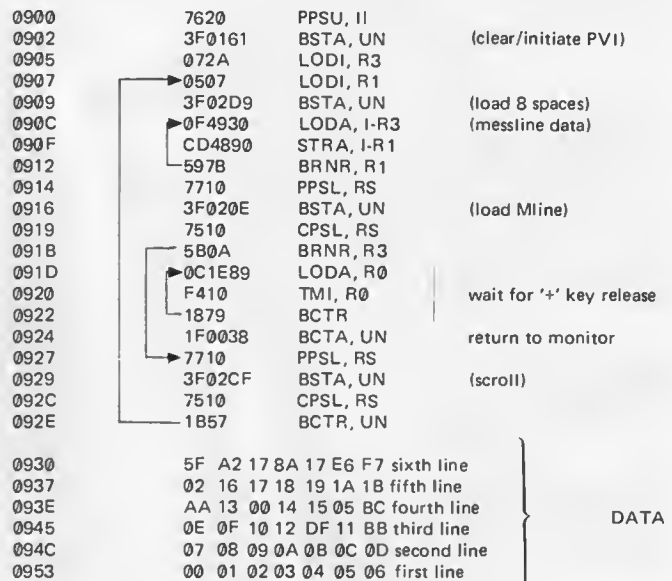 0900 7620 PPSU, II
0902 3F0161 BSTA, UN (clear/initiate PVI)
0905 072A LODI, R3
0907 0507 LODI, R1
0909 3F02D9 BSTA, UN (load 8 spaces)
090C 0F4930 LODA, I-R3 (messline data)
090F CD4890 STRA, I-R1
0912 597B BRNR, R1
0914 7710 PPSL, RS
0916 3F020E BSTA, UN (load Mline)
0919 7510 CPSL, RS
091B 5B0A BRNR, R3
091D 0C1E89 LODA, R0
0920 F410 TMI, R0 wait for '+' key release
0922 1879 BCTR
0924 1F0038 BCTA, UN return to monitor
0927 7710 PPSL, RS
0929 3F02CF BSTA, UN (scroll)
092C 7510 CPSL, RS
092E 1B57 BCTR, UN
0930 5F A2 17 8A 17 E6 F7 sixth line
0937 02 16 17 18 19 1A 1B fifth line
093E AA 13 00 14 15 05 BC fourth line
DATA
0945 0E 0F 10 12 DF 11 BB third line
094C 07 08 09 0A 0B 0C 0D second line
0953 00 01 02 03 04 05 06 first line